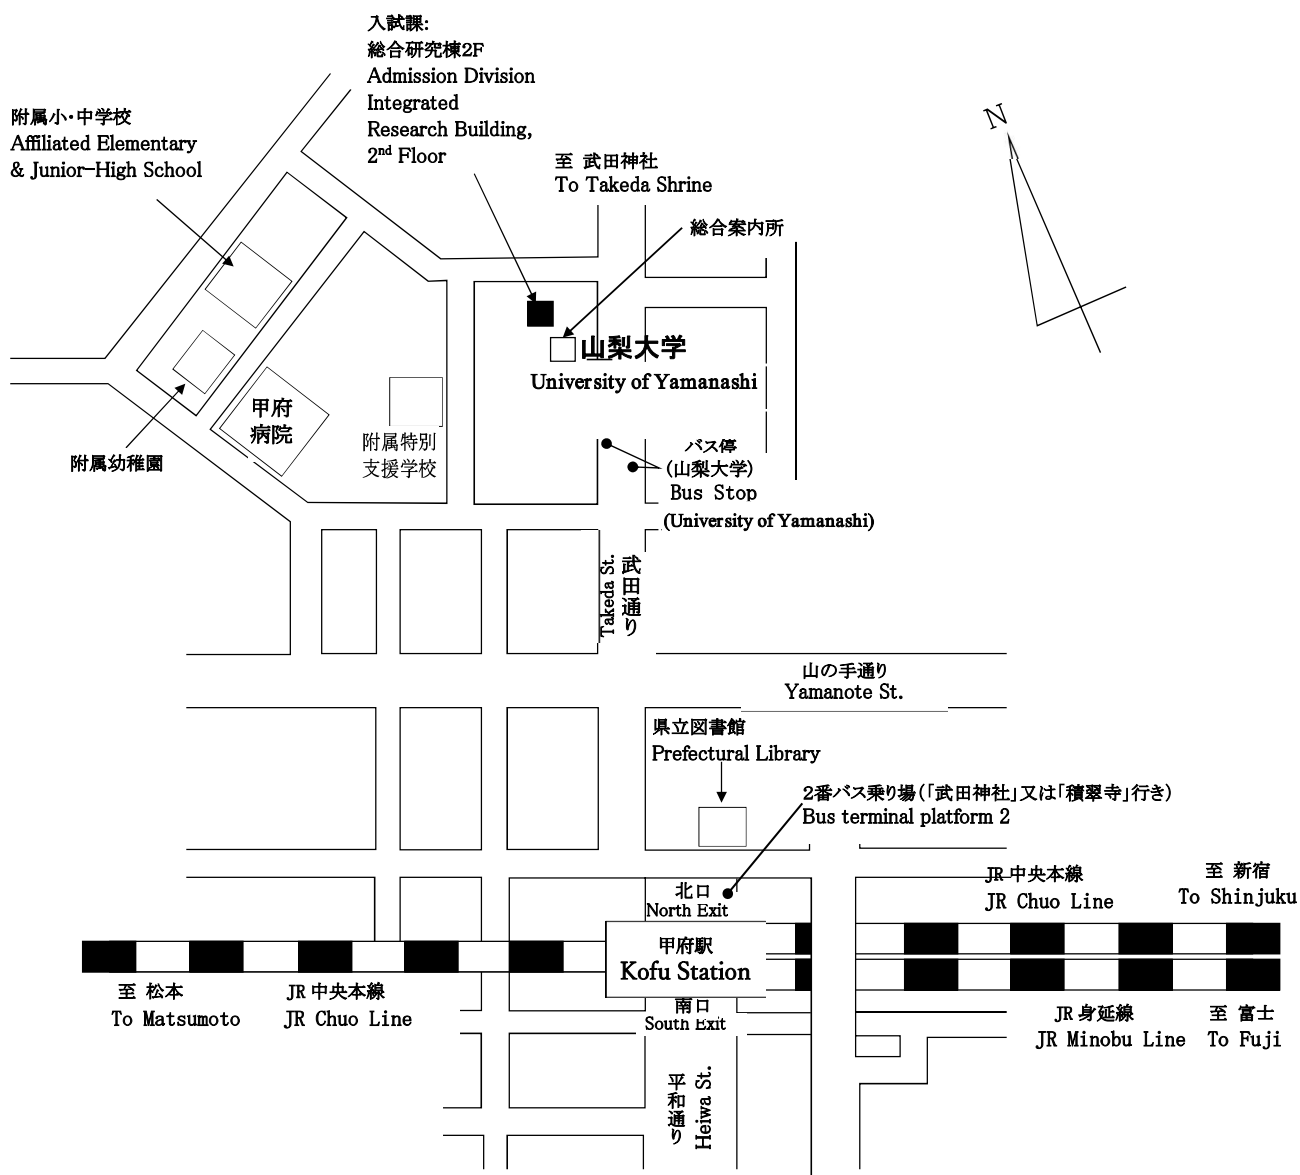 入試課:
総合研究棟2F
Admission Division
Integrated
Research Building,
2nd Floor
附属小・中学校
Affiliated Elementary
& Junior-High School
N
至 武田神社
To Takeda Shrine
総合案内所
山梨大学
University of Yamanashi
甲府
病院
附属特別
支援学校
附属幼稚園
バス停
(山梨大学)
Bus Stop
(University of Yamanashi)
武田通り
Takeda St.
山の手通り
Yamanote St.
県立図書館
Prefectural Library
2番バス乗り場(「武田神社」又は「積翠寺」行き)
Bus terminal platform 2
北口
North Exit
JR 中央本線
JR Chuo Line
至 新宿
To Shinjuku
甲府駅
Kofu Station
至 松本
To Matsumoto
JR 中央本線
JR Chuo Line
南口
South Exit
JR 身延線
JR Minobu Line
至 富士
To Fuji
平和通り
Heiwa St.